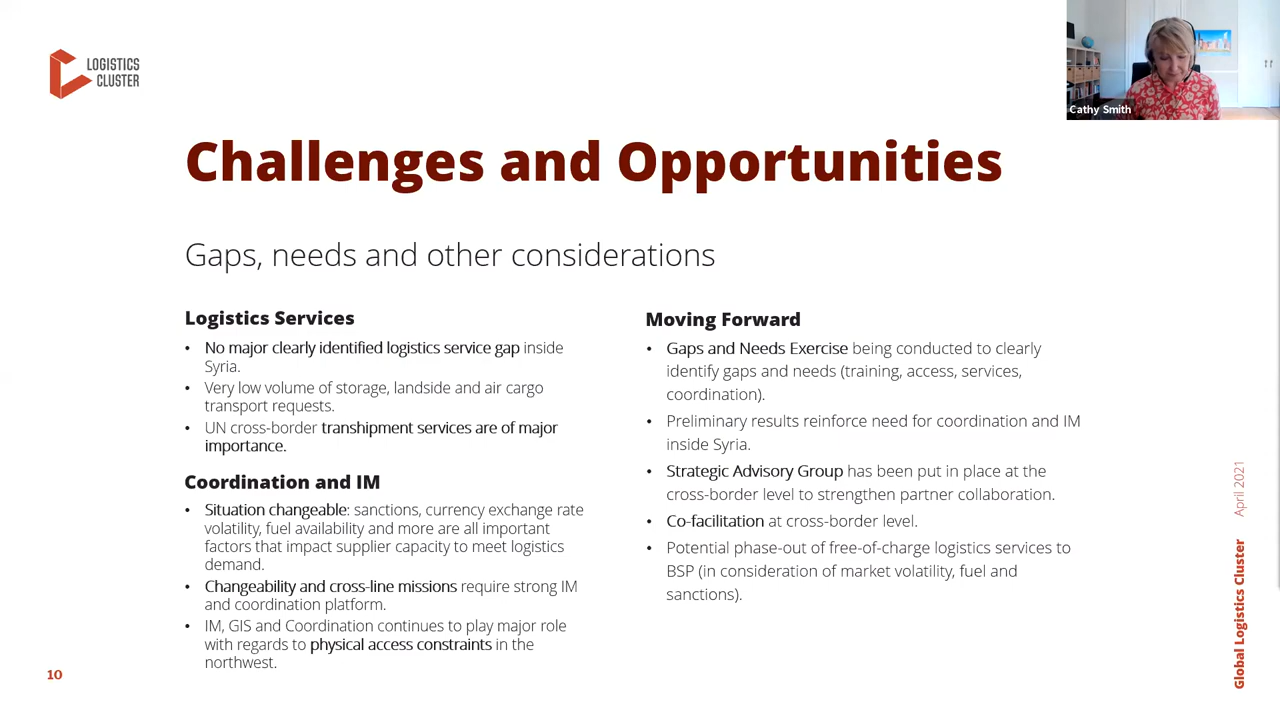 LOGISTICS
CLUSTER
Cathy Smith
Challenges and Opportunities
Gaps, needs and other considerations
Logistics Services
• No major clearly identified logistics service gap inside
Syria.
• Very low volume of storage, landside and air cargo
transport requests.
• UN cross-border transhipment services are of major
importance.
Coordination and IM
• Situation changeable: sanctions, currency exchange rate
volatility, fuel availability and more are all important
factors that impact supplier capacity to meet logistics
demand.
• Changeability and cross-line missions require strong IM
and coordination platform.
• IM, GIS and Coordination continues to play major role
with regards to physical access constraints in the
northwest.
Moving Forward
• Gaps and Needs Exercise being conducted to clearly
identify gaps and needs (training, access, services,
coordination).
• Preliminary results reinforce need for coordination and IM
inside Syria.
• Strategic Advisory Group has been put in place at the
cross-border level to strengthen partner collaboration.
• Co-facilitation at cross-border level.
• Potential phase-out of free-of-charge logistics services to
BSP (in consideration of market volatility, fuel and
sanctions).
Global Logistics Cluster April 2021
10